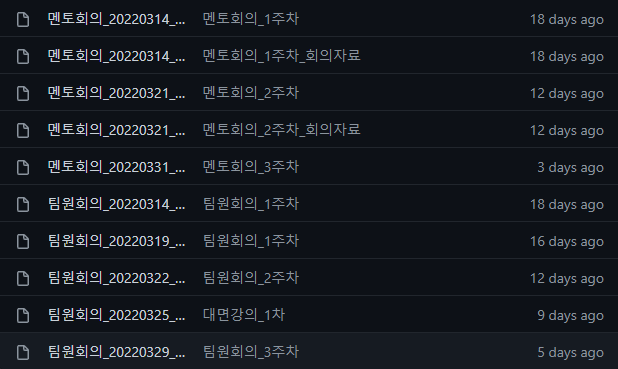 멘토회의_20220314_... 멘토회의_1주차 18 days ago
멘토회의_20220314_... 멘토회의_1주차_회의자료 18 days ago
멘토회의_20220321_... 멘토회의_2주차 12 days ago
멘토회의_20220321_... 멘토회의_2주차_회의자료 12 days ago
멘토회의_20220331_... 멘토회의_3주차 3 days ago
팀원회의_20220314_... 팀원회의_1주차 18 days ago
팀원회의_20220319_... 팀원회의_1주차 16 days ago
팀원회의_20220322_... 팀원회의_2주차 12 days ago
팀원회의_20220325_... 대면강의_1차 9 days ago
팀원회의_20220329_... 팀원회의_3주차 5 days ago